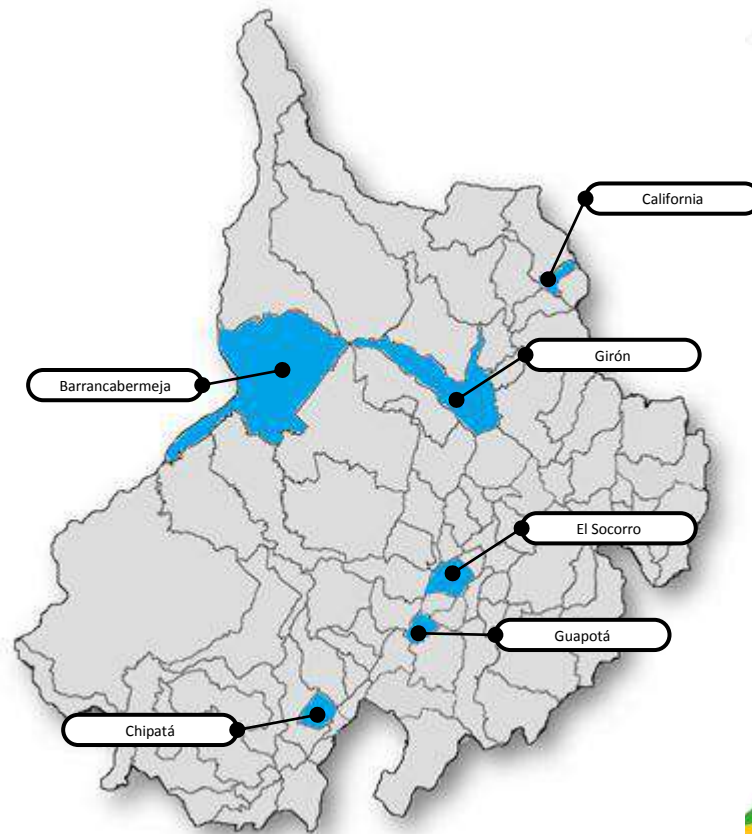 California
Girón
Barrancabermeja
El Socorro
Guapotá
Chipatá